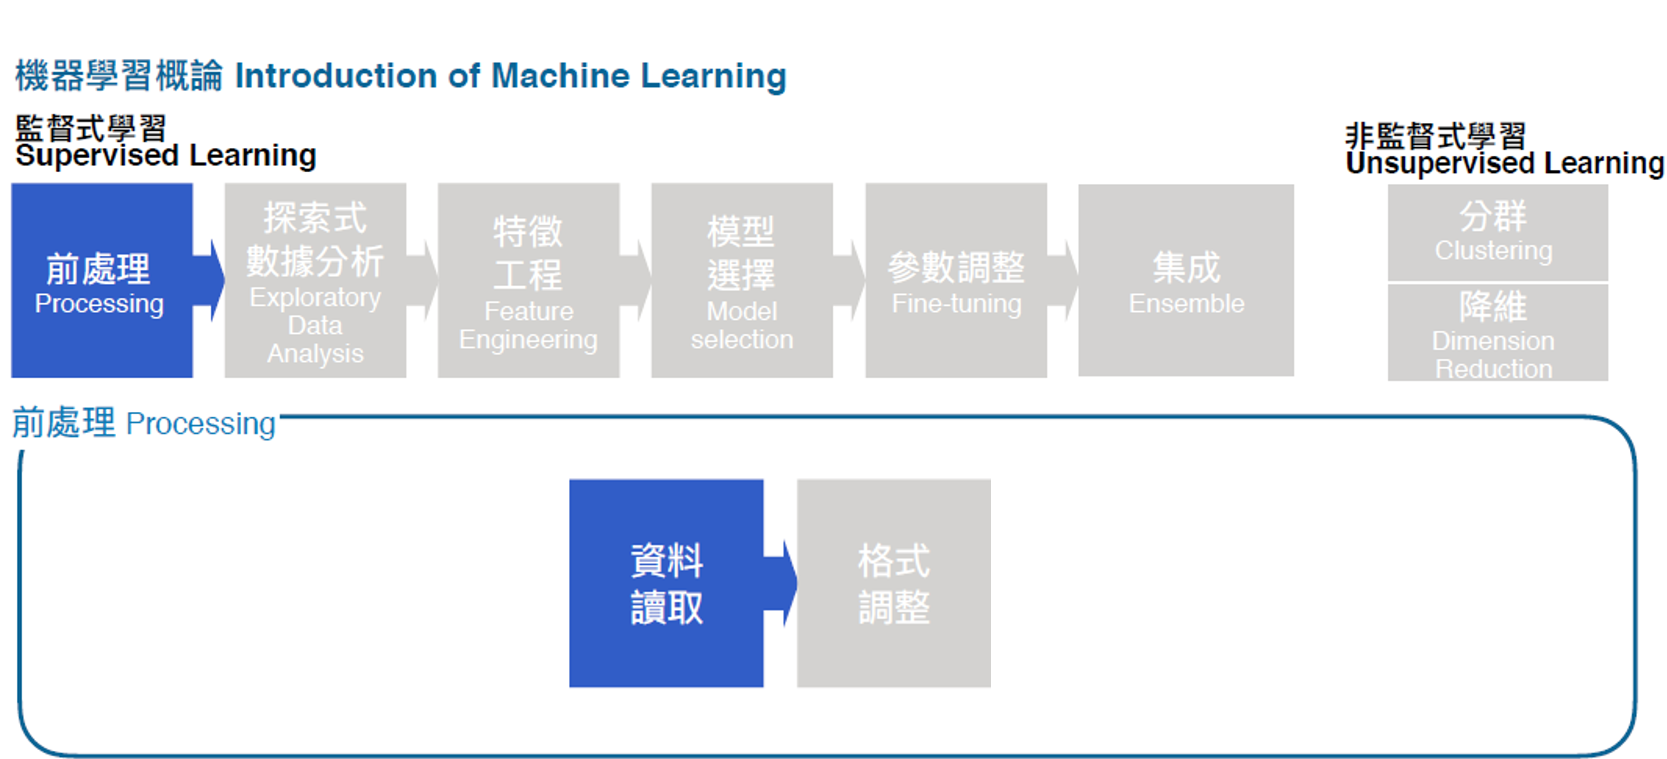 機器學習概論 Introduction of Machine Learning
監督式學習
Supervised Learning
非監督式學習
Unsupervised Learning
前處理
Processing
探索式
數據分析
Exploratory
Data
Analysis
特徵
工程
Feature
Engineering
模型
選擇
Model
selection
參數調整
Fine-tuning
集成
Ensemble
分群
Clustering
降維
Dimension
Reduction
前處理 Processing
資料
讀取
格式
調整